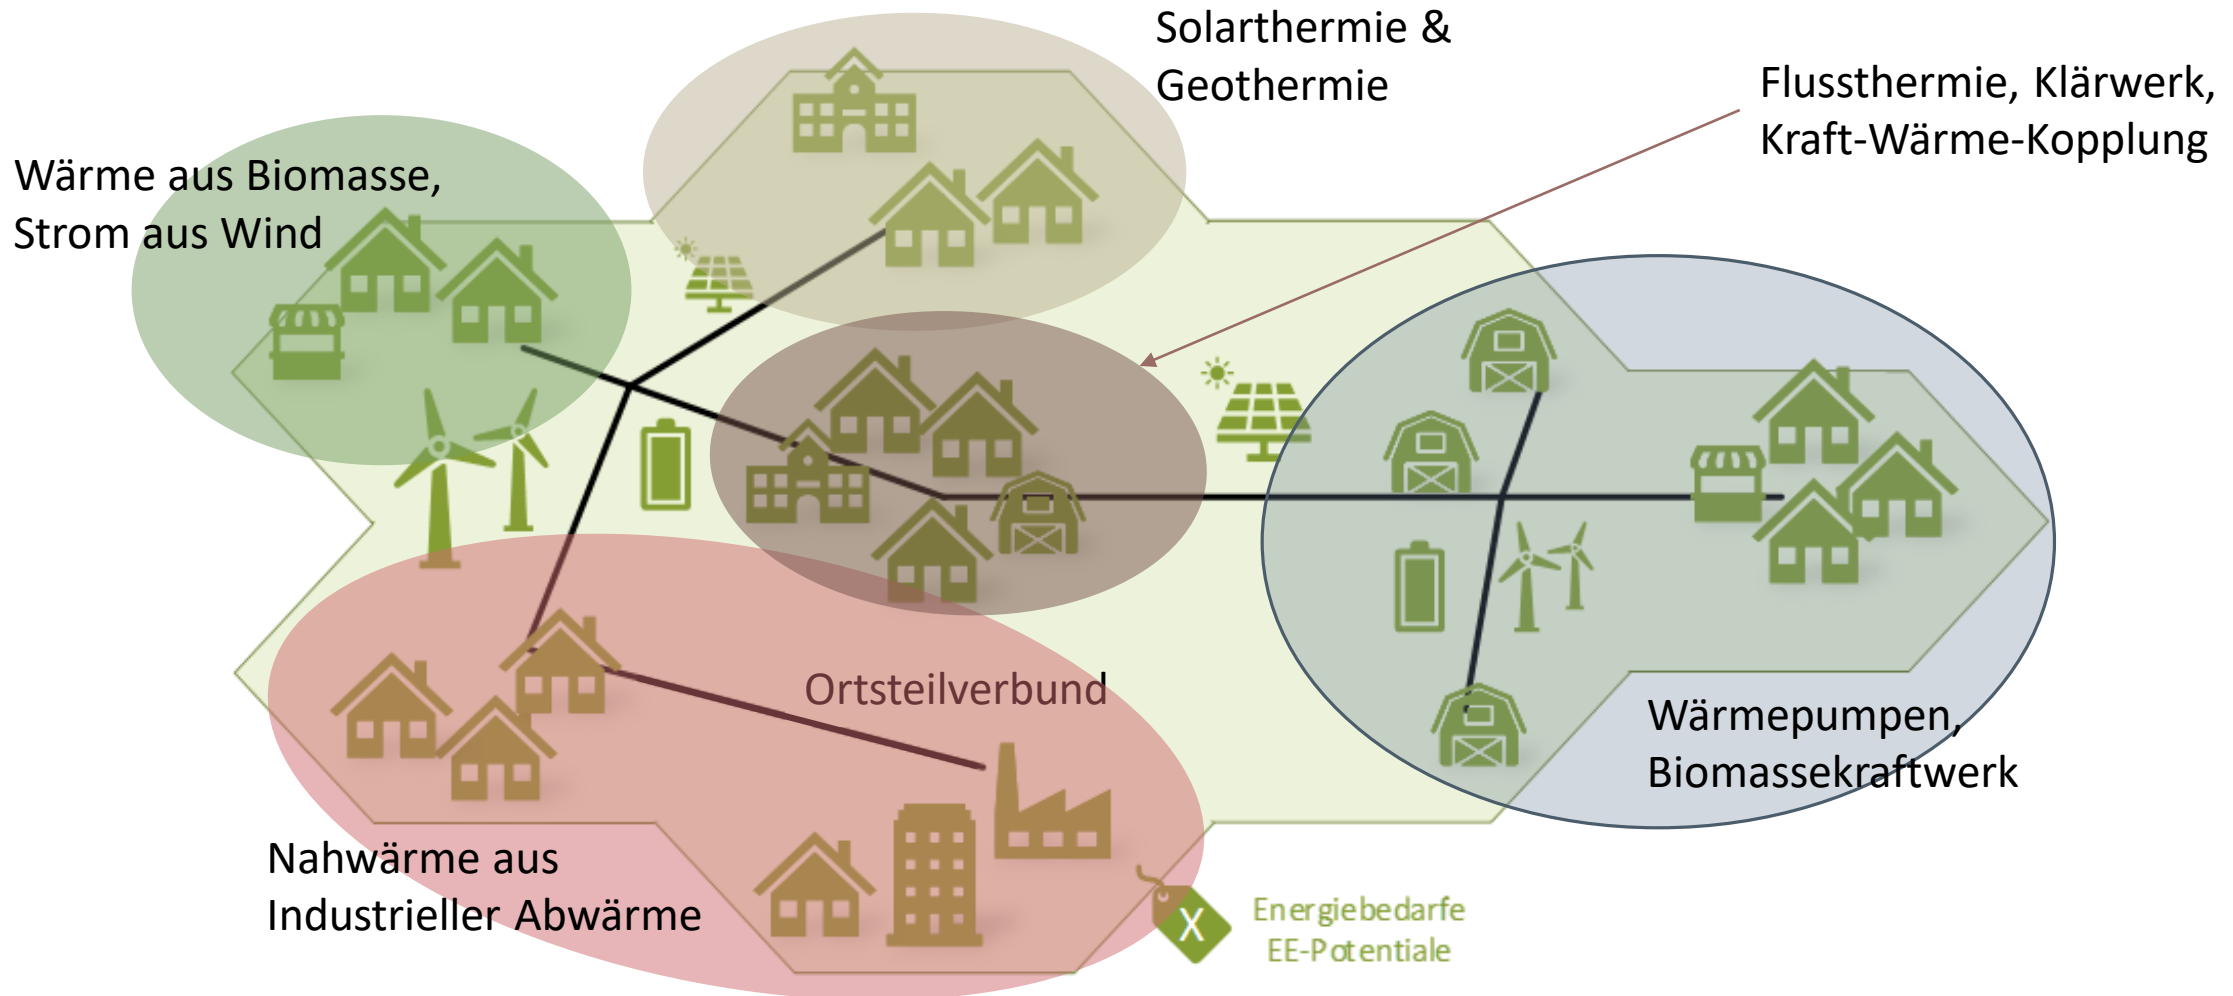 Solarthermie &
Geothermie
Flussthermie, Klärwerk,
Kraft-Wärme-Kopplung
Wärme aus Biomasse,
Strom aus Wind
Ortsteilverbund
Wärmepumpen,
Biomassekraftwerk
Nahwärme aus
Industrieller Abwärme
X
Energiebedarfe
EE-Potentiale